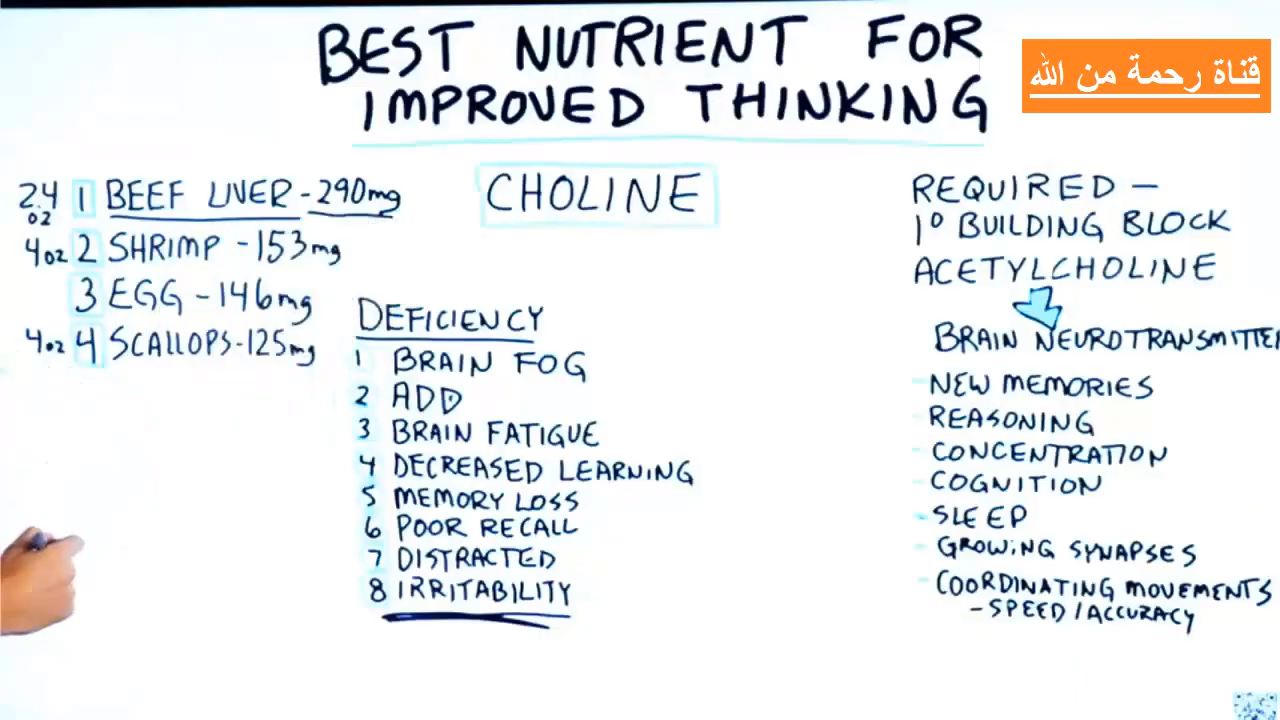 BEST NUTRIENT FOR
IMPROVED THINKING
قناة رحمة من الله
CHOLINE
2.4 oz 1 BEEF LIVER - 290mg
4oz 2 SHRIMP - 153mg
3 EGG - 146mg
4oz 4 SCALLOPS - 125mg
DEFICIENCY
1 BRAIN FOG
2 ADD
3 BRAIN FATIGUE
4 DECREASED LEARNING
5 MEMORY LOSS
6 POOR RECALL
7 DISTRACTED
8 IRRITABILITY
REQUIRED -
1° BUILDING BLOCK
ACETYLCHOLINE
BRAIN NEUROTRANSMITTER
- NEW MEMORIES
- REASONING
- CONCENTRATION
- COGNITION
- SLEEP
- GROWING SYNAPSES
- COORDINATING MOVEMENTS
- SPEED / ACCURACY